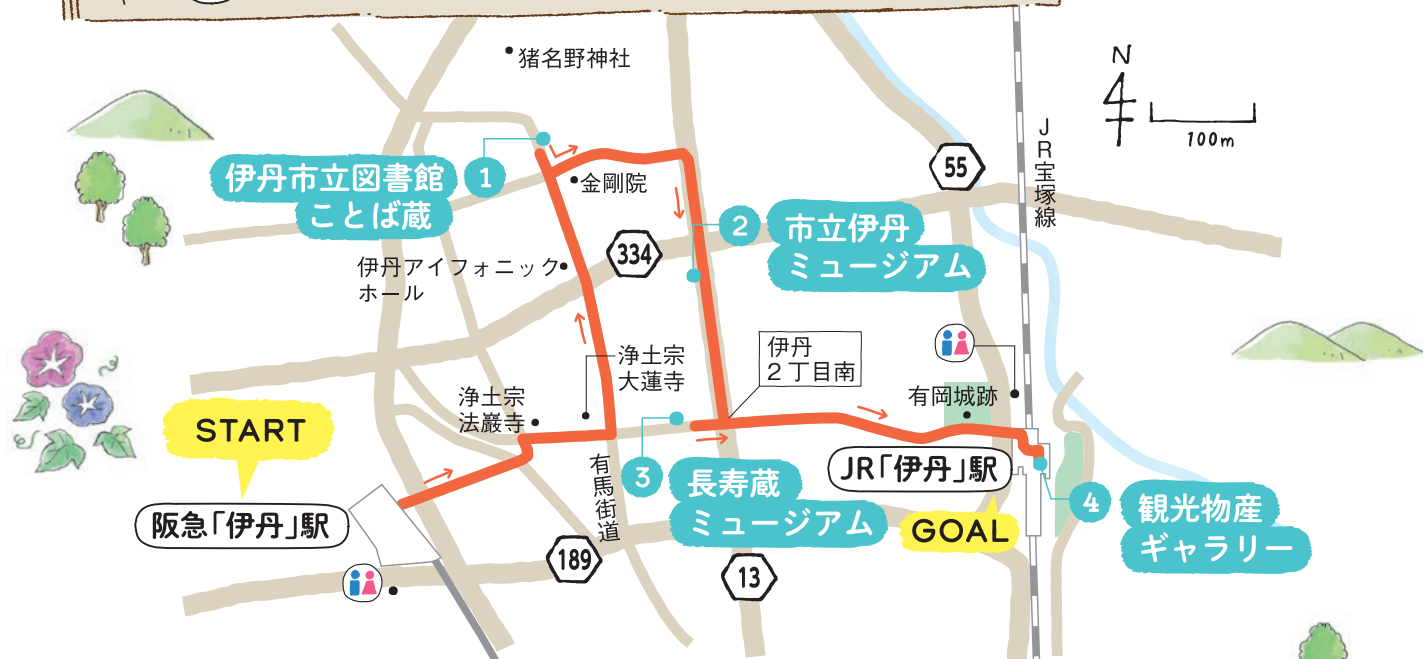 猪名野神社
N
100m
JR宝塚線
55
伊丹市立図書館
ことば蔵
1
金剛院
334
2
市立伊丹
ミュージアム
伊丹アイフォニック
ホール
浄土宗
大蓮寺
伊丹
2丁目南
浄土宗
法巌寺
有岡城跡
START
阪急「伊丹」駅
有馬街道
3
長寿蔵
ミュージアム
JR「伊丹」駅
GOAL
4
観光物産
ギャラリー
189
13